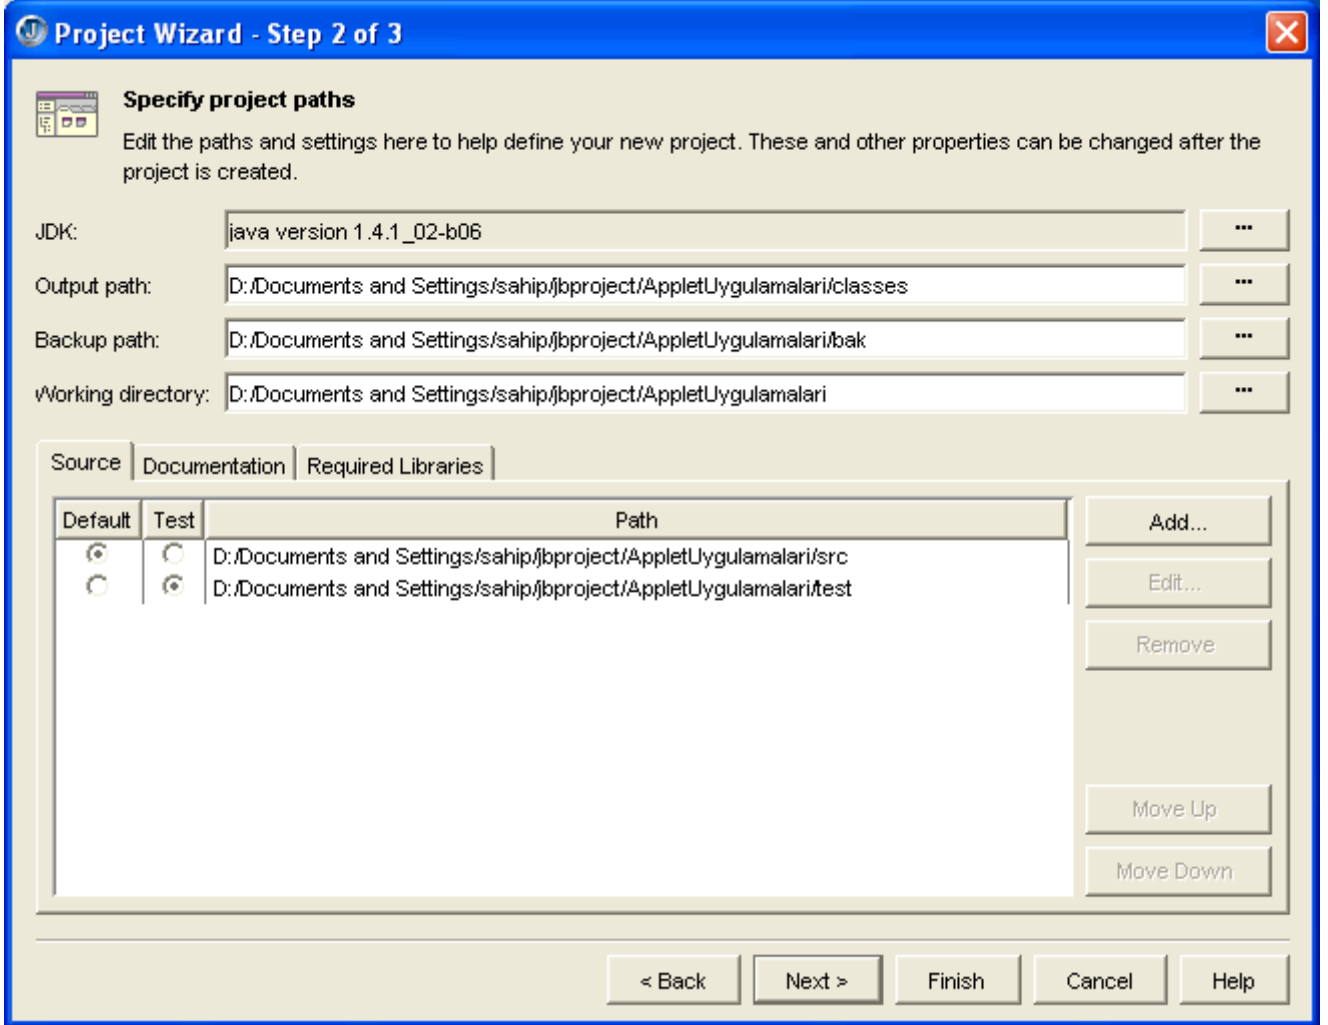 Project Wizard - Step 2 of 3
Specify project paths
Edit the paths and settings here to help define your new project. These and other properties can be changed after the
project is created.
JDK: java version 1.4.1_02-b06 ...
Output path: D:/Documents and Settings/sahip/jbproject/AppletUygulamalari/classes ...
Backup path: D:/Documents and Settings/sahip/jbproject/AppletUygulamalari/bak ...
Working directory: D:/Documents and Settings/sahip/jbproject/AppletUygulamalari ...
Source Documentation Required Libraries
Default Test Path
D:/Documents and Settings/sahip/jbproject/AppletUygulamalari/src
D:/Documents and Settings/sahip/jbproject/AppletUygulamalari/test
Add...
Edit...
Remove
Move Up
Move Down
< Back Next > Finish Cancel Help